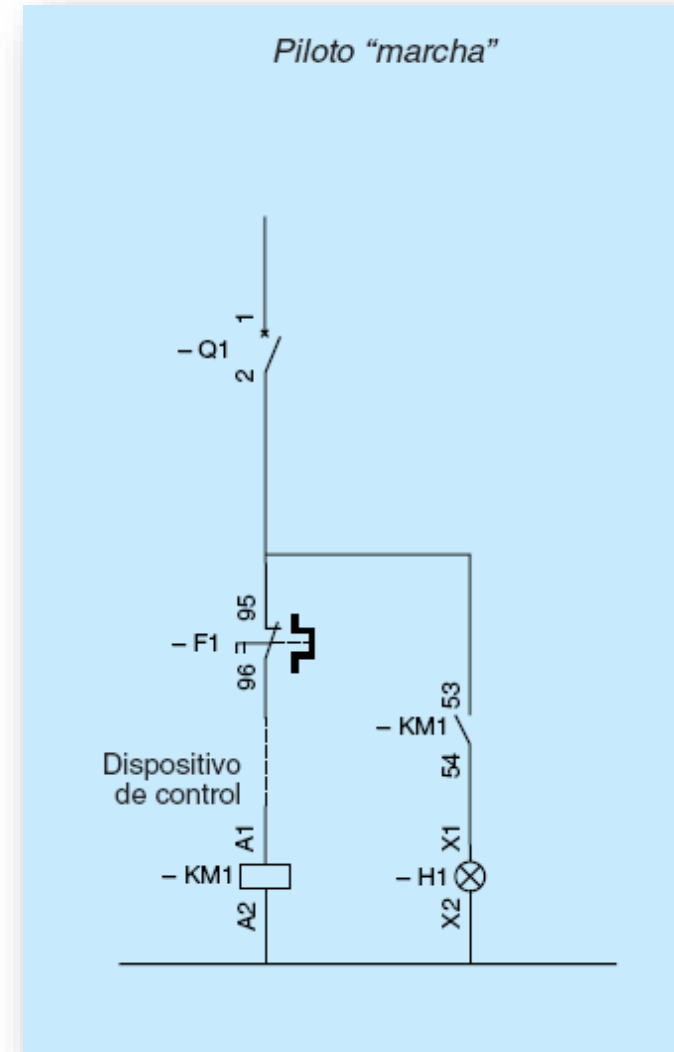 Piloto “marcha”
1
– Q1
2
95
– F1
96
53
– KM1
54
Dispositivo
de control
A1
X1
– KM1
– H1
A2
X2